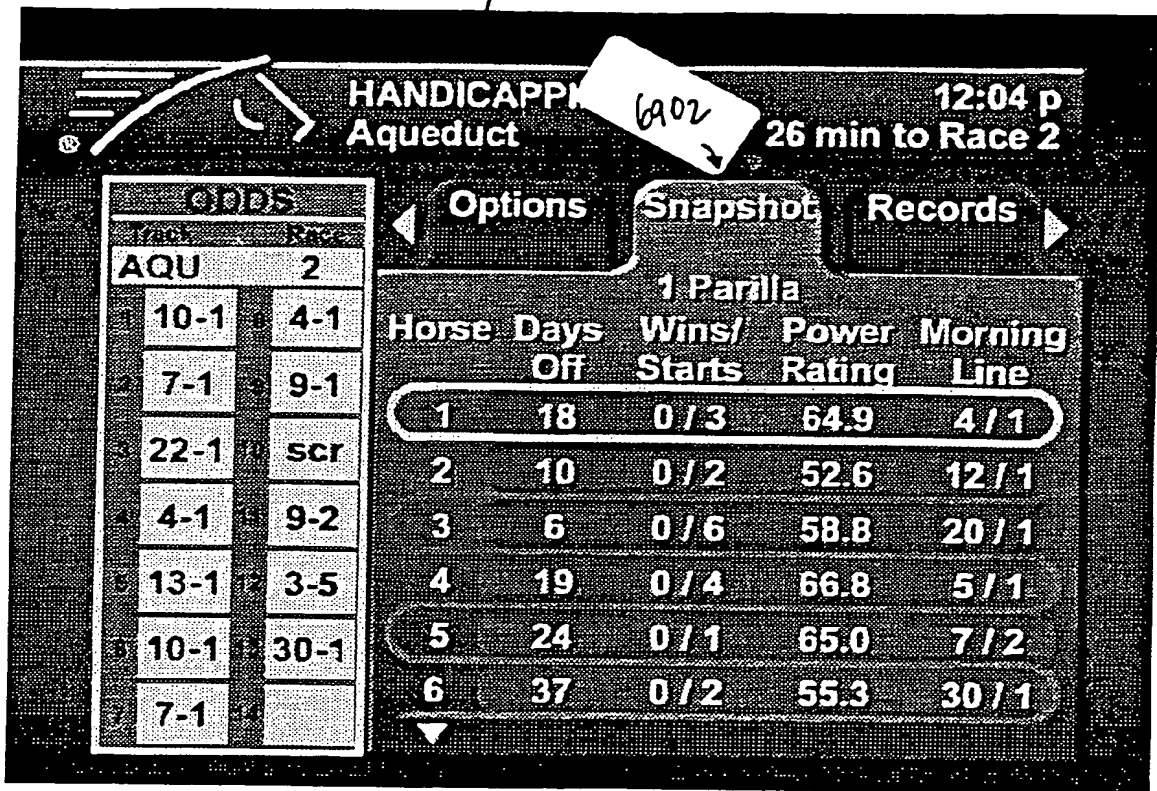 HANDICAPPI
6902
12:04 p
Aqueduct
26 min to Race 2
®
ODDS
Track Race
AQU 2
1 10-1 8 4-1
2 7-1 9 9-1
3 22-1 10 scr
4 4-1 11 9-2
5 13-1 12 3-5
6 10-1 13 30-1
7 7-1 14
Options Snapshot Records
1 Parilla
Horse Days Wins/ Power Morning
Off Starts Rating Line
1 18 0 / 3 64.9 4 / 1
2 10 0 / 2 52.6 12 / 1
3 6 0 / 6 58.8 20 / 1
4 19 0 / 4 66.8 5 / 1
5 24 0 / 1 65.0 7 / 2
6 37 0 / 2 55.3 30 / 1